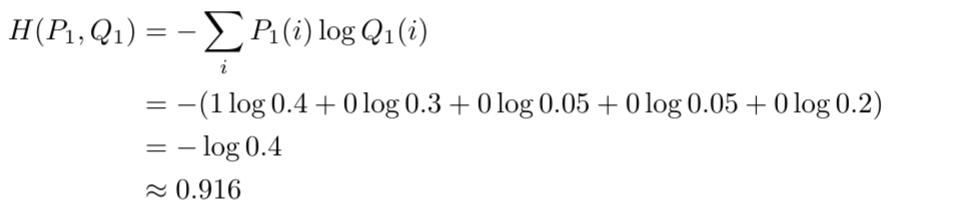 H(P₁, Q₁) = − ∑ᵢ P₁(i) log Q₁(i)
= −(1 log 0.4 + 0 log 0.3 + 0 log 0.05 + 0 log 0.05 + 0 log 0.2)
= − log 0.4
≈ 0.916